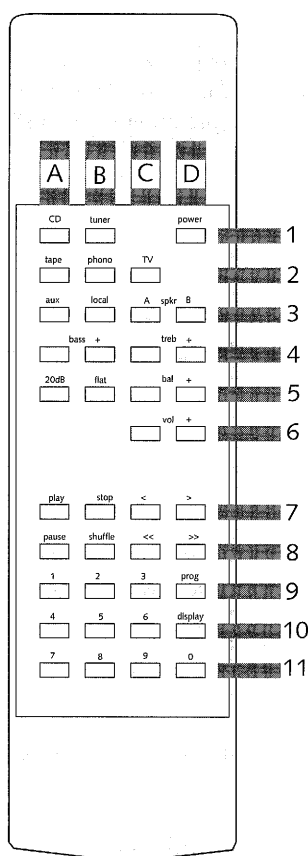 A B C D
CD tuner power 1
tape phono TV 2
aux local A spkr B 3
bass + treb + 4
20dB flat bal + 5
vol + 6
play stop < > 7
pause shuffle << >> 8
1 2 3 prog 9
4 5 6 display 10
7 8 9 0 11